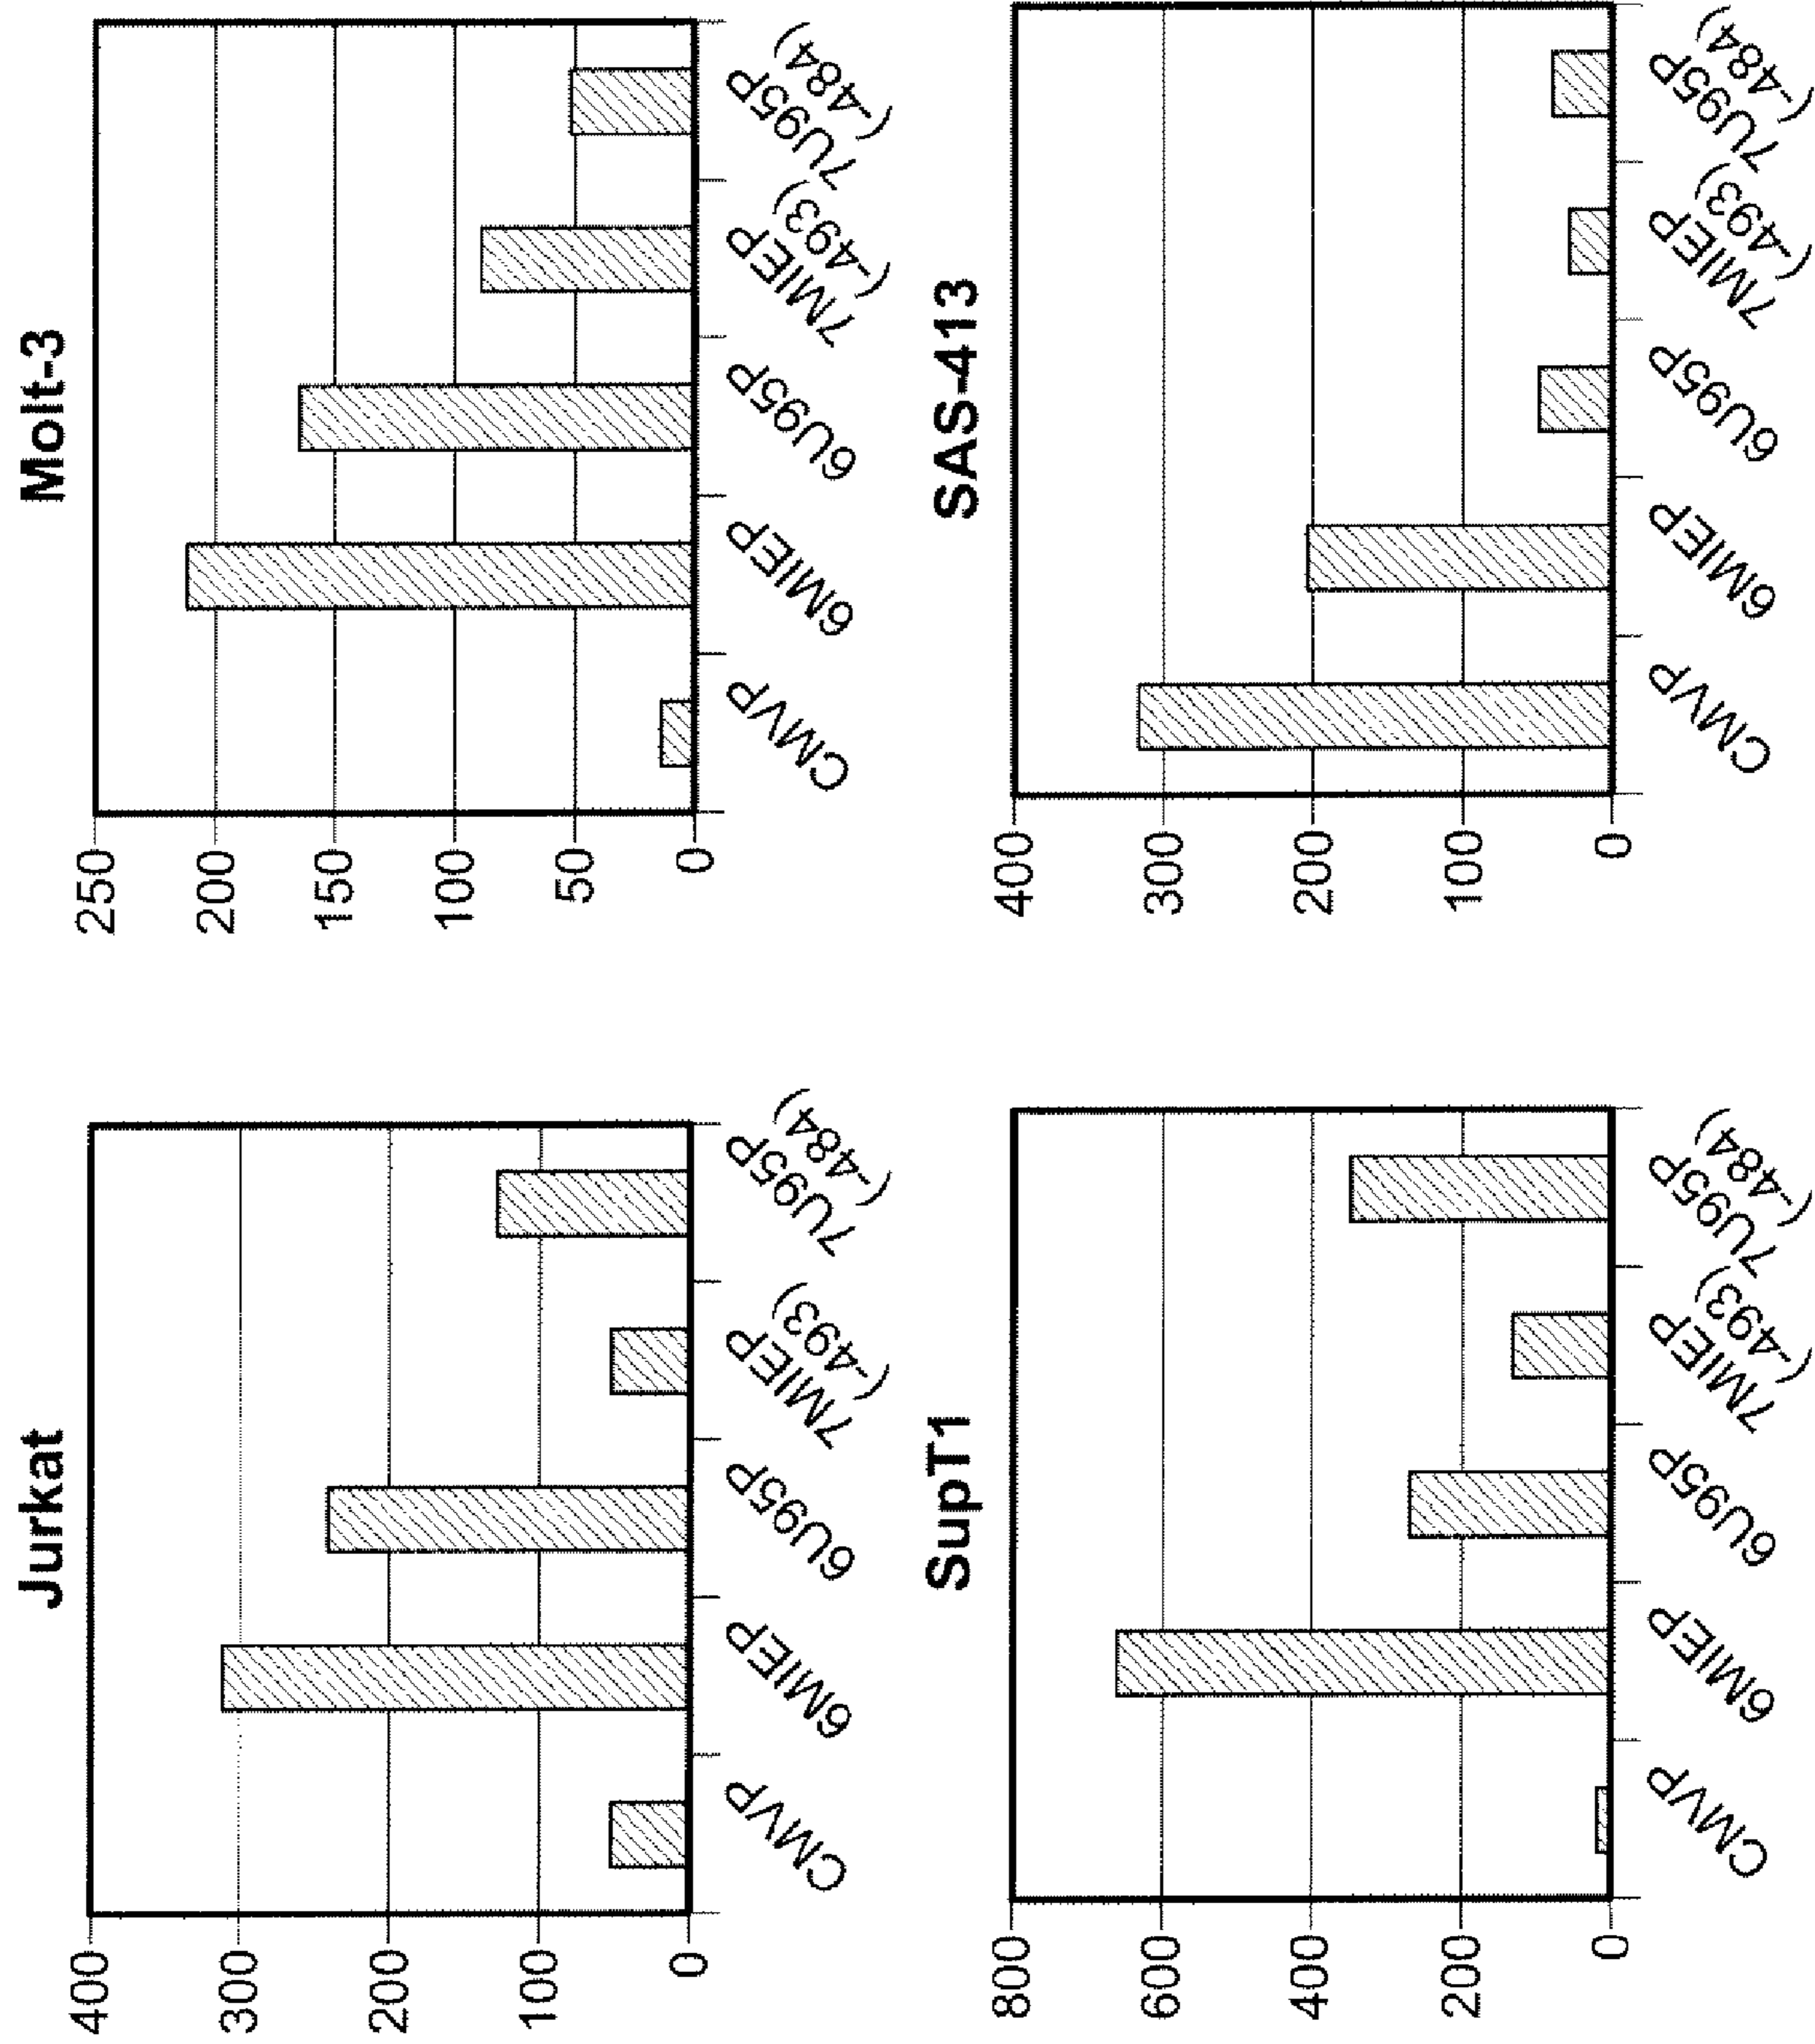 Jurkat
400
300
200
100
0
CMVP
6MIEP
6U95P
7MIEP
(-493)
7U95P
(-484)
Molt-3
250
200
150
100
50
0
CMVP
6MIEP
6U95P
7MIEP
(-493)
7U95P
(-484)
SupT1
800
600
400
200
0
CMVP
6MIEP
6U95P
7MIEP
(-493)
7U95P
(-484)
SAS-413
400
300
200
100
0
CMVP
6MIEP
6U95P
7MIEP
(-493)
7U95P
(-484)